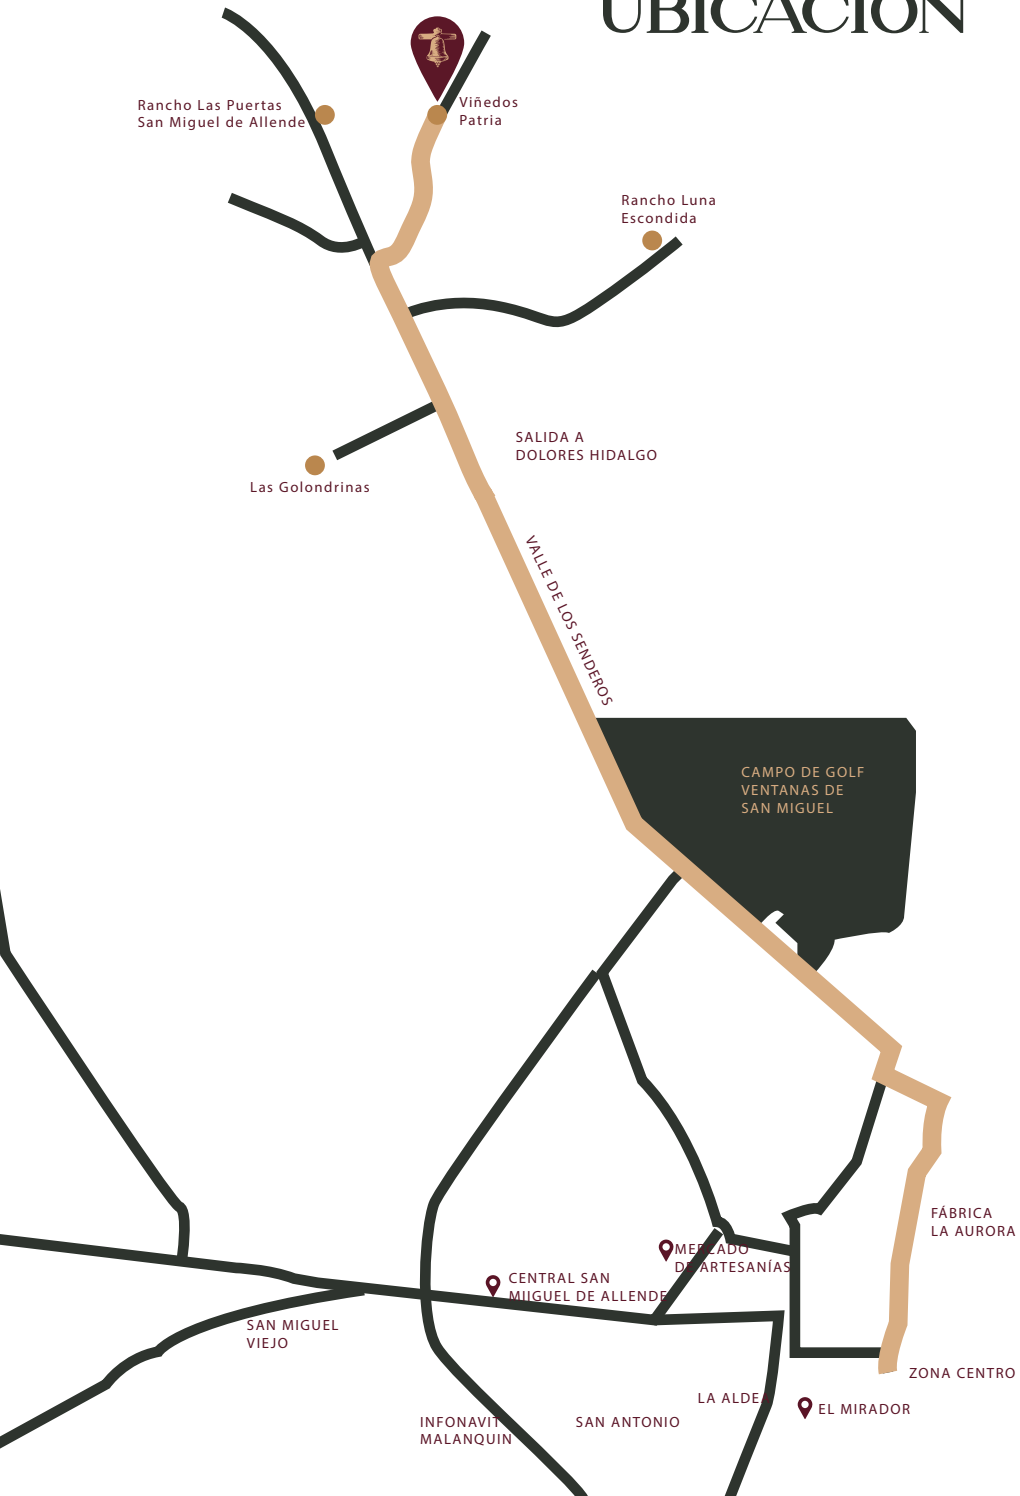 UBICACIÓN
Viñedos
Patria
Rancho Las Puertas
San Miguel de Allende
Rancho Luna
Escondida
SALIDA A
DOLORES HIDALGO
Las Golondrinas
VALLE DE LOS SENDEROS
CAMPO DE GOLF
VENTANAS DE
SAN MIGUEL
FÁBRICA
LA AURORA
MERCADO
DE ARTESANÍAS
CENTRAL SAN
MIIGUEL DE ALLENDE
SAN MIGUEL
VIEJO
ZONA CENTRO
LA ALDEA
EL MIRADOR
INFONAVIT
MALANQUIN
SAN ANTONIO